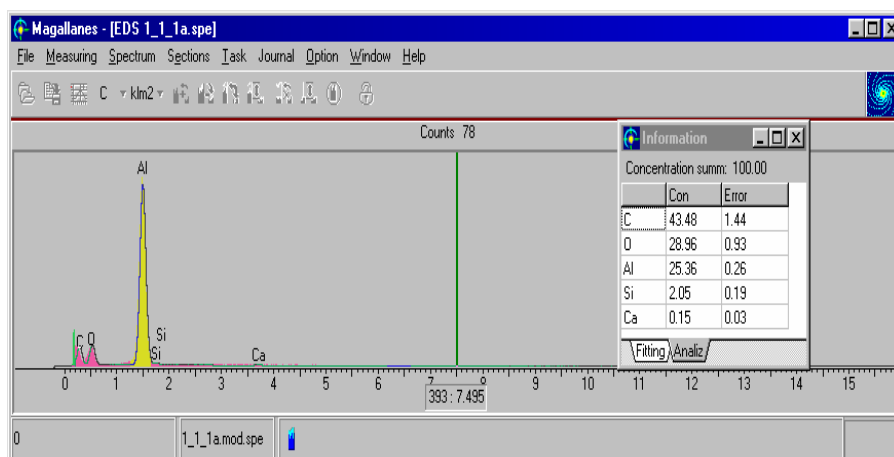 Magallanes - [EDS 1_1_1a.spe]
File Measuring Spectrum Sections Task Journal Option Window Help
C klm2
Counts 78
Information
Concentration summ: 100.00
Con Error
C 43.48 1.44
O 28.96 0.93
Al 25.36 0.26
Si 2.05 0.19
Ca 0.15 0.03
Fitting Analiz
Al
C O Si
Si
Ca
0 1 2 3 4 5 6 7 8 9 10 11 12 13 14 15
393 : 7.495
0 1_1_1a.mod.spe